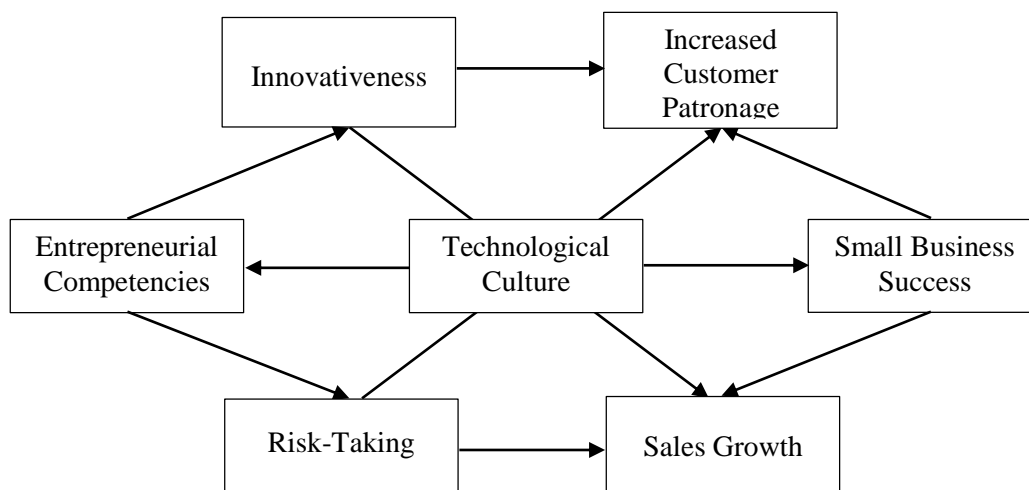 Innovativeness
Increased
Customer
Patronage
Entrepreneurial
Competencies
Technological
Culture
Small Business
Success
Risk-Taking
Sales Growth